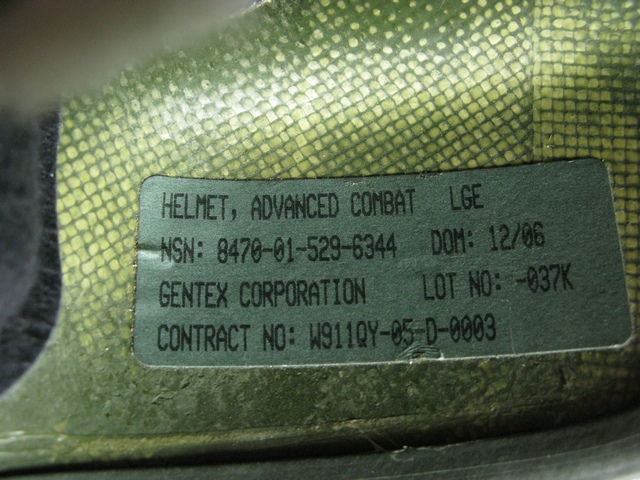 HELMET, ADVANCED COMBAT LGE
NSN: 8470-01-529-6344 DOM: 12/06
GENTEX CORPORATION LOT NO: -037K
CONTRACT NO: W911QY-05-D-0003